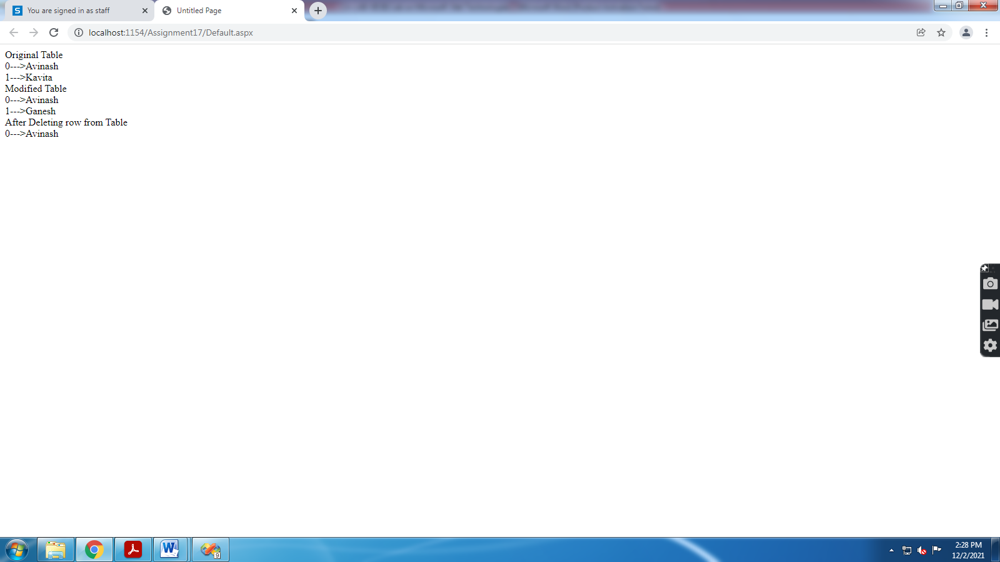 You are signed in as staff
Untitled Page
localhost:1154/Assignment17/Default.aspx
Original Table
0--->Avinash
1--->Kavita
Modified Table
0--->Avinash
1--->Ganesh
After Deleting row from Table
0--->Avinash
2:28 PM
12/2/2021